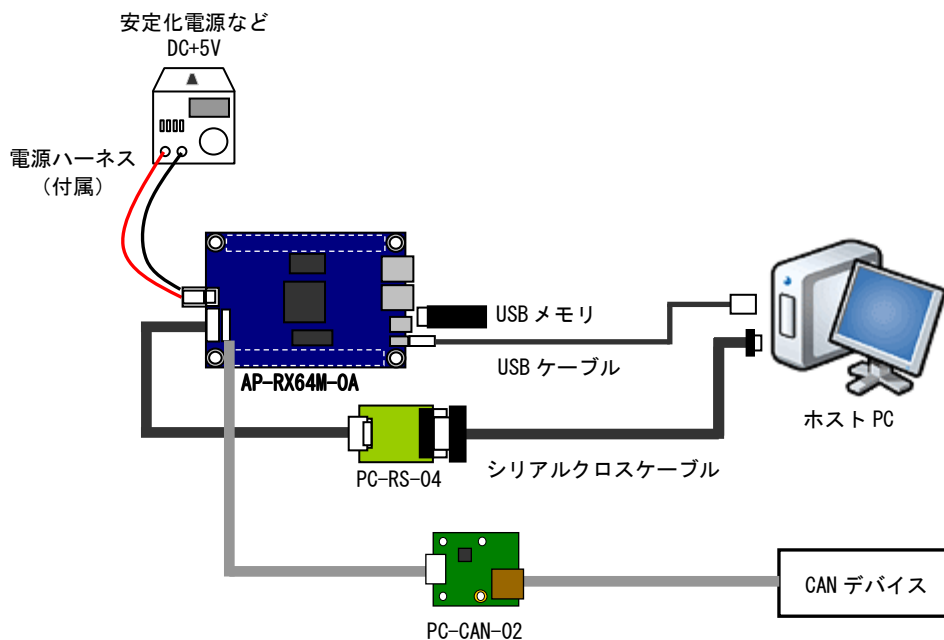 安定化電源など
DC+5V
電源ハーネス
（付属）
USB メモリ
USB ケーブル
AP-RX64M-0A
ホスト PC
シリアルクロスケーブル
PC-RS-04
CAN デバイス
PC-CAN-02